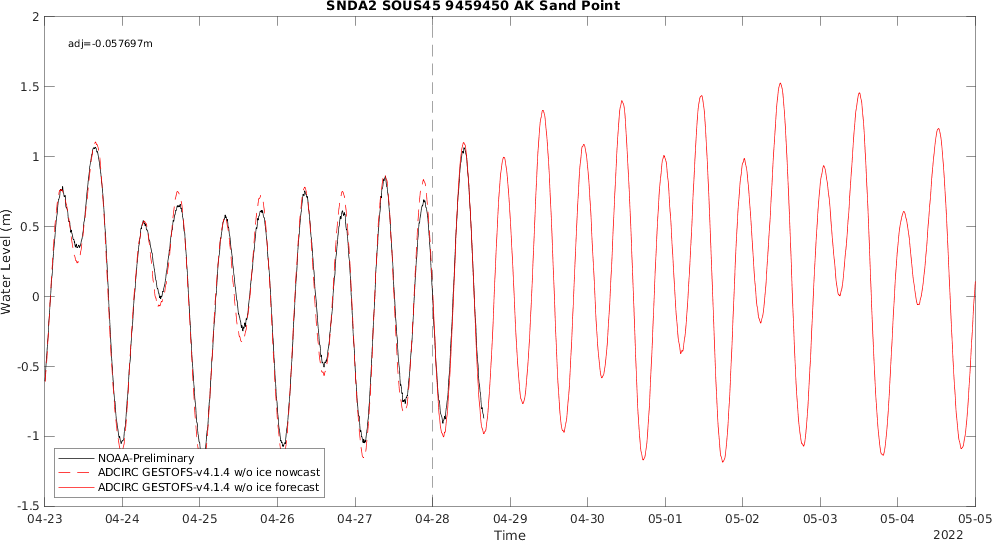 SNDA2 SOUS45 9459450 AK Sand Point
adj=-0.057697m
2
1.5
1
0.5
0
-0.5
-1
-1.5
Water Level (m)
NOAA-Preliminary
ADCIRC GESTOFS-v4.1.4 w/o ice nowcast
ADCIRC GESTOFS-v4.1.4 w/o ice forecast
04-23 04-24 04-25 04-26 04-27 04-28 04-29 04-30 05-01 05-02 05-03 05-04 05-05
Time
2022